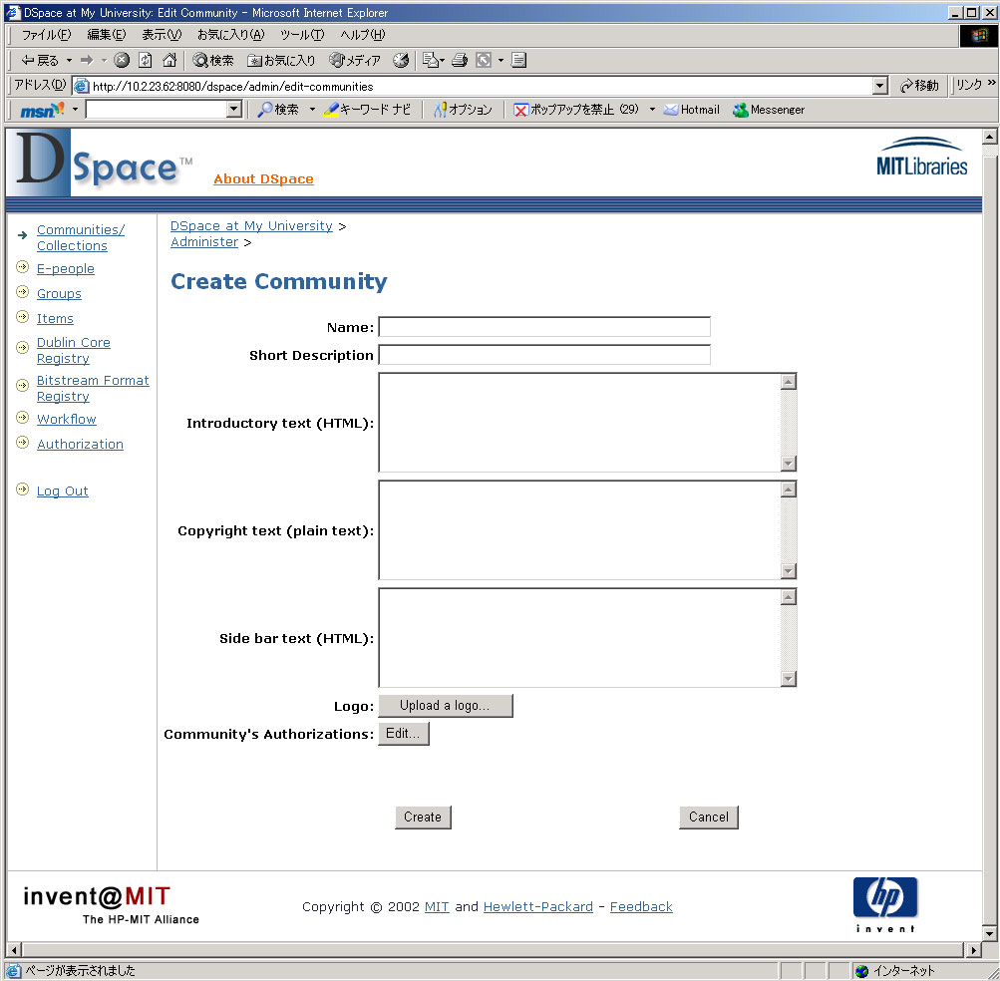 DSpace at My University: Edit Community - Microsoft Internet Explorer
ファイル(F) 編集(E) 表示(V) お気に入り(A) ツール(T) ヘルプ(H)
戻る 検索 お気に入り メディア
アドレス(D) http://10.2.23.62:8080/dspace/admin/edit-communities 移動 リンク »
msn 検索 キーワード ナビ オプション ポップアップを禁止 (29) Hotmail Messenger
DSpace™
About DSpace
MITLibraries
Communities/
Collections
E-people
Groups
Items
Dublin Core
Registry
Bitstream Format
Registry
Workflow
Authorization
Log Out
DSpace at My University >
Administer >
Create Community
Name:
Short Description
Introductory text (HTML):
Copyright text (plain text):
Side bar text (HTML):
Logo: Upload a logo...
Community's Authorizations: Edit...
Create Cancel
invent@MIT
The HP-MIT Alliance
Copyright © 2002 MIT and Hewlett-Packard - Feedback
hp
invent
ページが表示されました インターネット